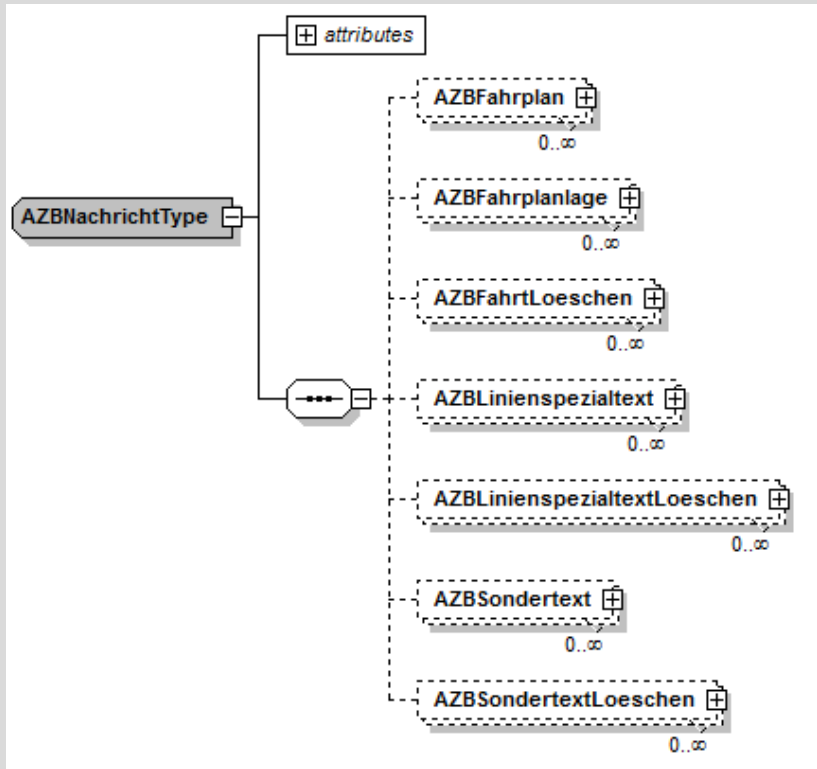 attributes
AZBFahrplan
0..∞
AZBFahrplanlage
0..∞
AZBNachrichtType
AZBFahrtLoeschen
0..∞
AZBLinienspezialtext
0..∞
AZBLinienspezialtextLoeschen
0..∞
AZBSondertext
0..∞
AZBSondertextLoeschen
0..∞